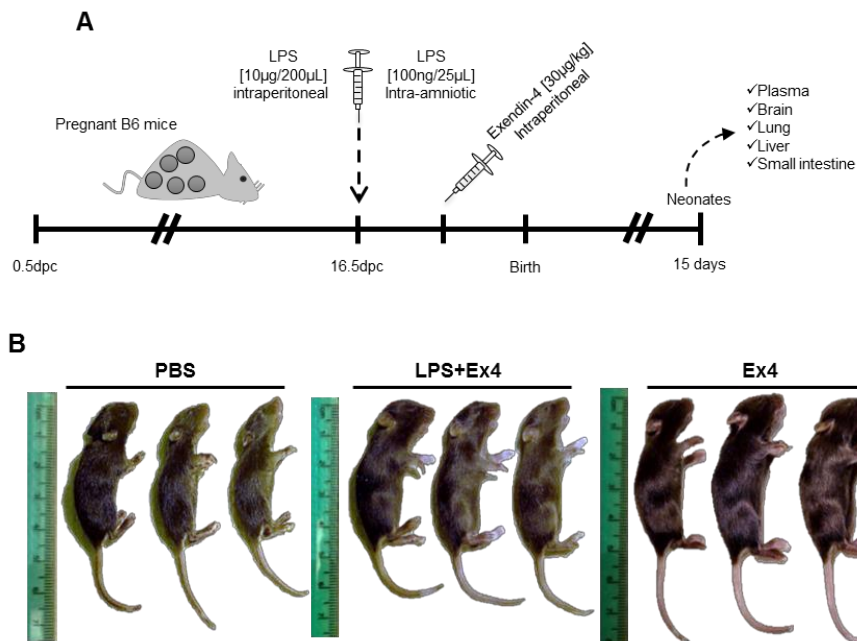 A
LPS
[10µg/200µL]
intraperitoneal
LPS
[100ng/25µL]
Intra-amniotic
Exendin-4 [30µg/kg]
Intraperitoneal
✓Plasma
✓Brain
✓Lung
✓Liver
✓Small intestine
Pregnant B6 mice
Neonates
0.5dpc
16.5dpc
Birth
15 days
B
PBS
LPS+Ex4
Ex4